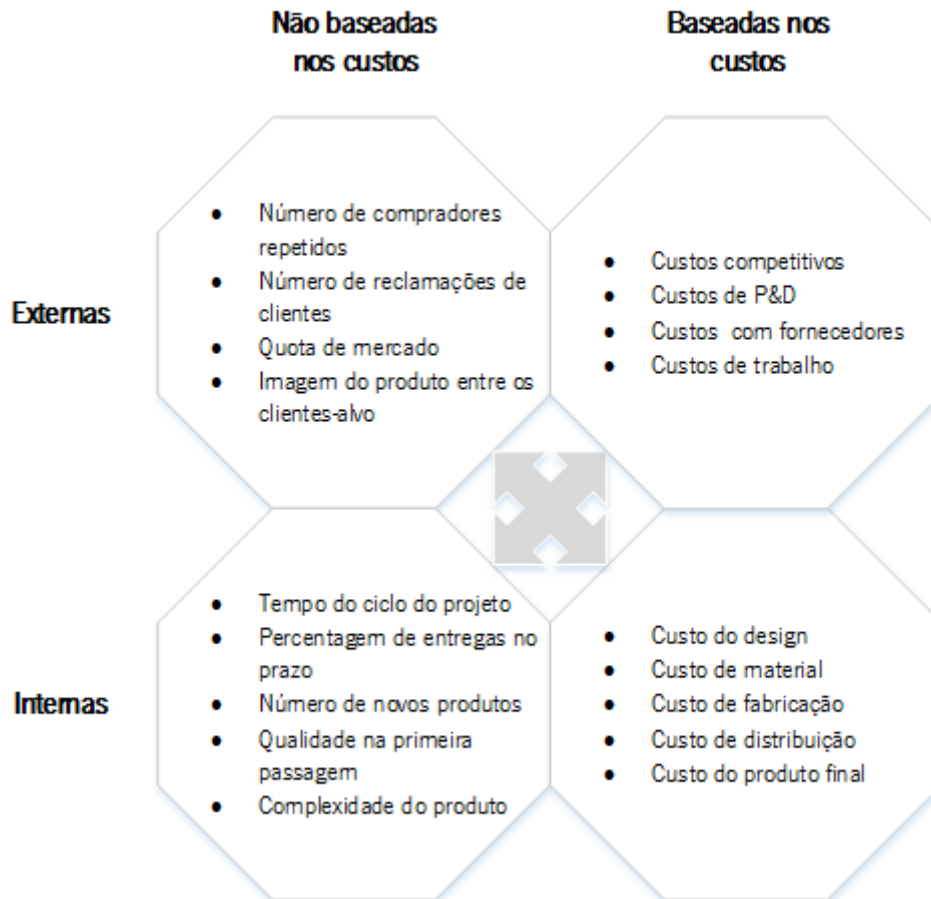 Não baseadas
nos custos
Baseadas nos
custos
Externas
● Número de compradores
repetidos
● Número de reclamações de
clientes
● Quota de mercado
● Imagem do produto entre os
clientes-alvo
● Custos competitivos
● Custos de P&D
● Custos com fornecedores
● Custos de trabalho
Internas
● Tempo do ciclo do projeto
● Percentagem de entregas no
prazo
● Número de novos produtos
● Qualidade na primeira
passagem
● Complexidade do produto
● Custo do design
● Custo de material
● Custo de fabricação
● Custo de distribuição
● Custo do produto final